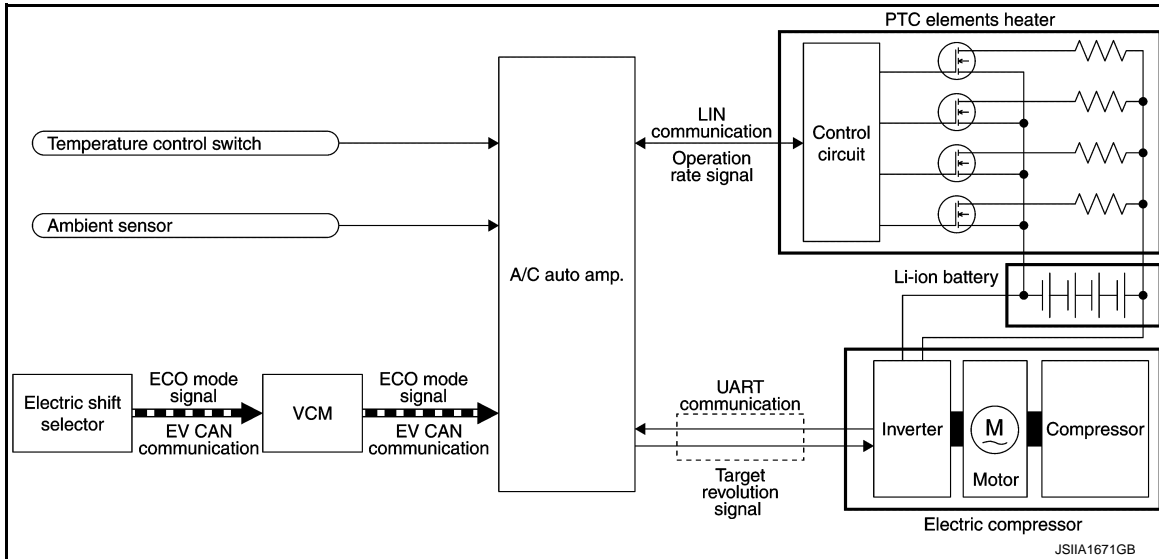 PTC elements heater
Temperature control switch
Ambient sensor
A/C auto amp.
LIN
communication
Operation
rate signal
Control
circuit
Li-ion battery
Electric shift
selector
ECO mode
signal
EV CAN
communication
VCM
ECO mode
signal
EV CAN
communication
UART
communication
Target
revolution
signal
Inverter
M
Motor
Compressor
Electric compressor
JSIIA1671GB